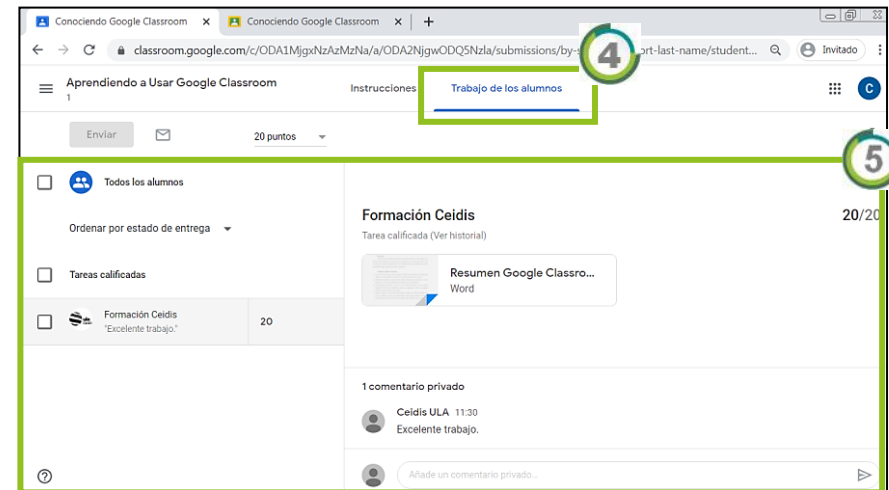 Conociendo Google Classroom
Conociendo Google Classroom
classroom.google.com/c/ODA1MjgxNzAzMzNa/a/ODA2NjgwODQ5Nzla/submissions/by-s
ort-last-name/student...
Invitado
4
Aprendiendo a Usar Google Classroom
1
Instrucciones
Trabajo de los alumnos
C
Enviar
20 puntos
5
Todos los alumnos
Ordenar por estado de entrega
Tareas calificadas
Formación Ceidis
"Excelente trabajo."
20
Formación Ceidis
20/20
Tarea calificada (Ver historial)
Resumen Google Classro...
Word
1 comentario privado
Ceidis ULA 11:30
Excelente trabajo.
Añade un comentario privado...